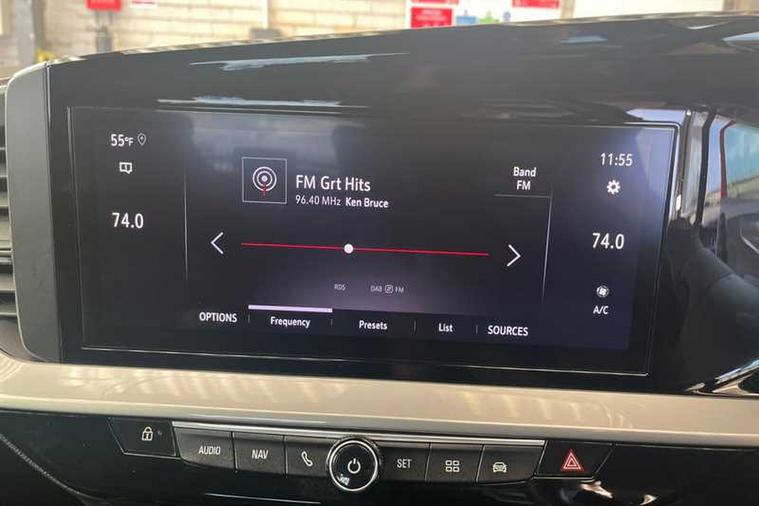 55°F
11:55
FM Grt Hits
96.40 MHz Ken Bruce
Band
FM
74.0
74.0
RDS
DAB FM
A/C
OPTIONS
Frequency
Presets
List
SOURCES
AUDIO
NAV
SET